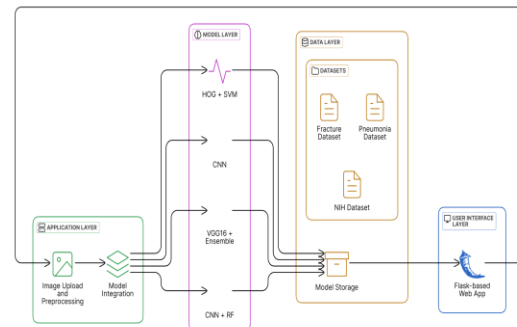 MODEL LAYER
HOG + SVM
CNN
VGG16 +
Ensemble
CNN + RF
DATA LAYER
DATASETS
Fracture
Dataset
Pneumonia
Dataset
NIH Dataset
Model Storage
APPLICATION LAYER
Image Upload
and
Preprocessing
Model
Integration
USER INTERFACE
LAYER
Flask-based
Web App